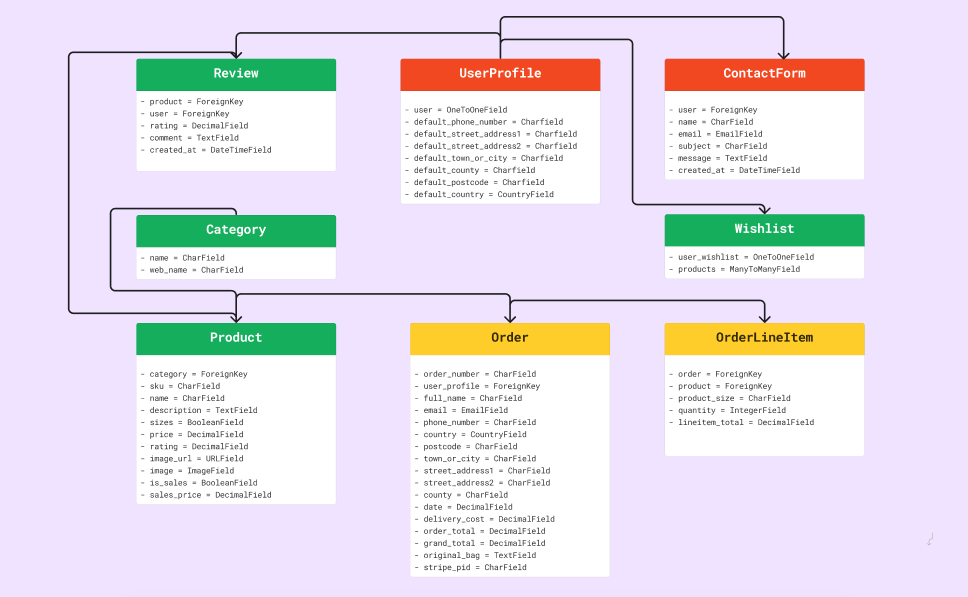 Review
- product = ForeignKey
- user = ForeignKey
- rating = DecimalField
- comment = TextField
- created_at = DateTimeField
UserProfile
- user = OneToOneField
- default_phone_number = Charfield
- default_street_address1 = Charfield
- default_street_address2 = Charfield
- default_town_or_city = Charfield
- default_county = Charfield
- default_postcode = Charfield
- default_country = CountryField
ContactForm
- user = ForeignKey
- name = CharField
- email = EmailField
- subject = CharField
- message = TextField
- created_at = DateTimeField
Category
- name = CharField
- web_name = CharField
Wishlist
- user_wishlist = OneToOneField
- products = ManyToManyField
Product
- category = ForeignKey
- sku = CharField
- name = CharField
- description = TextField
- sizes = BooleanField
- price = DecimalField
- rating = DecimalField
- image_url = URLField
- image = ImageField
- is_sales = BooleanField
- sales_price = DecimalField
Order
- order_number = CharField
- user_profile = ForeignKey
- full_name = CharField
- email = EmailField
- phone_number = CharField
- country = CountryField
- postcode = CharField
- town_or_city = CharField
- street_address1 = CharField
- street_address2 = CharField
- county = CharField
- date = DecimalField
- delivery_cost = DecimalField
- order_total = DecimalField
- grand_total = DecimalField
- original_bag = TextField
- stripe_pid = CharField
OrderLineItem
- order = ForeignKey
- product = ForeignKey
- product_size = CharField
- quantity = IntegerField
- lineitem_total = DecimalField